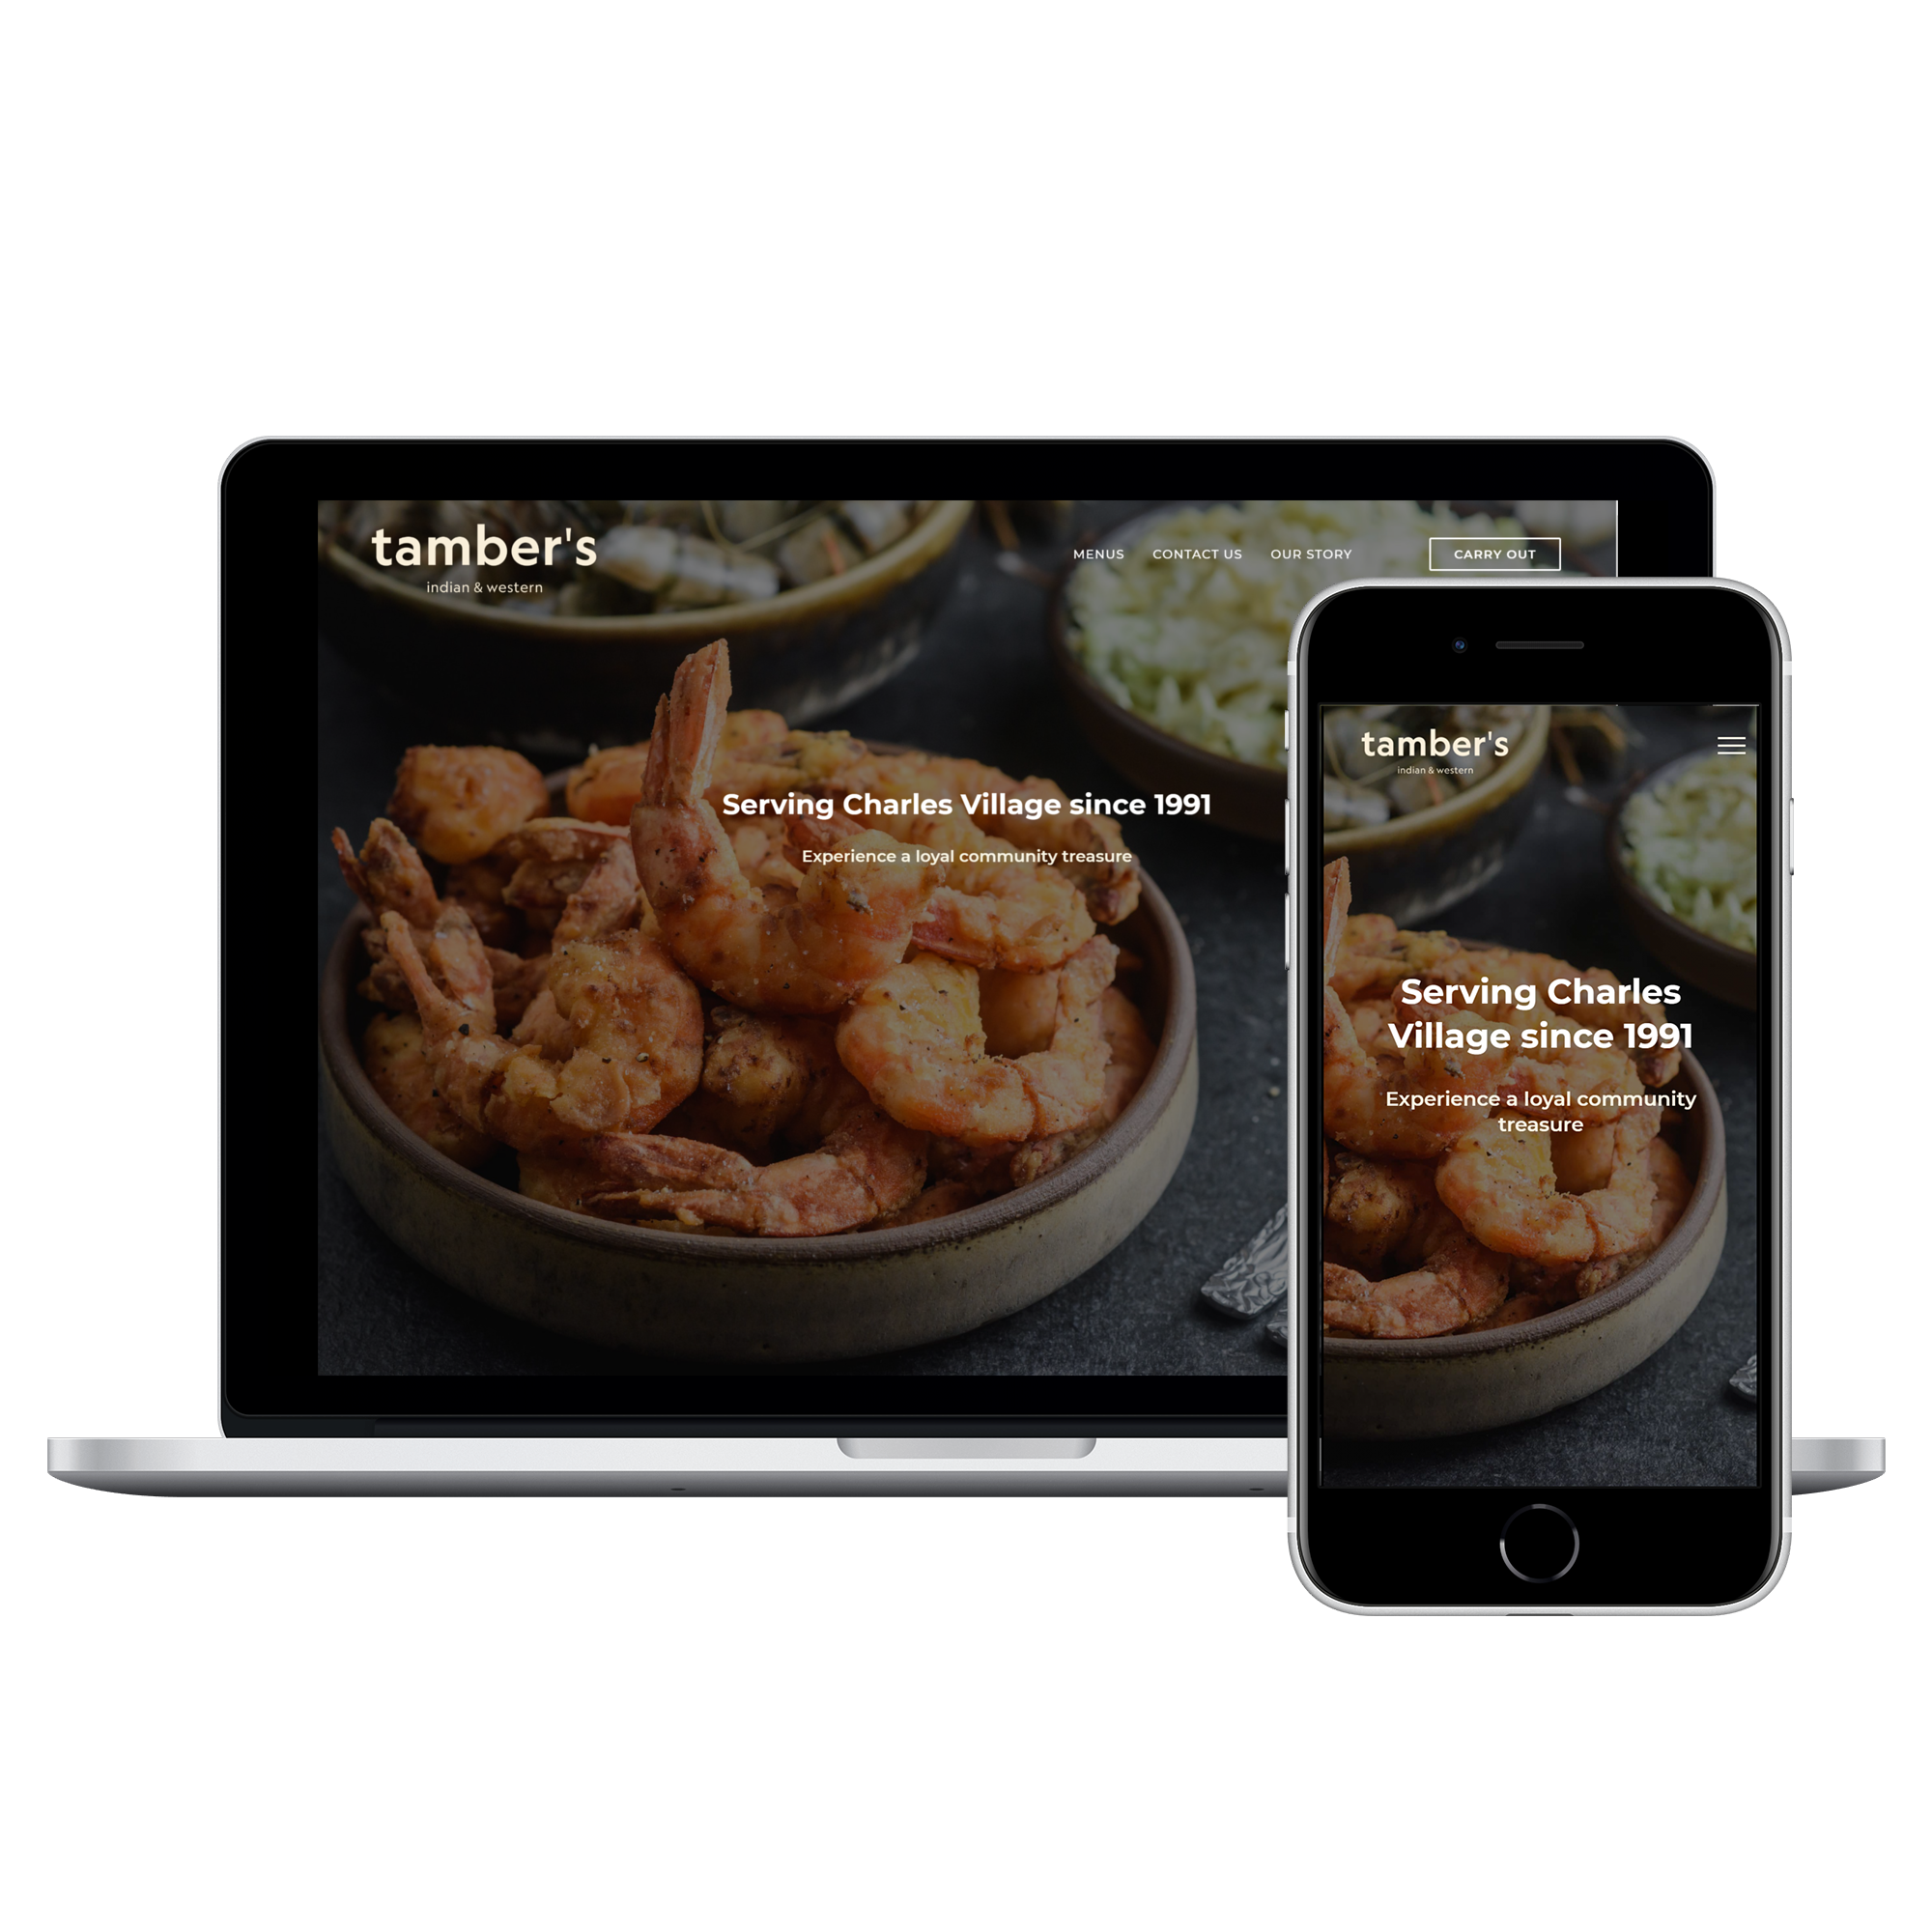 tamber's
indian & western
MENUS CONTACT US OUR STORY CARRY OUT
Serving Charles Village since 1991
Experience a loyal community treasure
tamber's
indian & western
Serving Charles
Village since 1991
Experience a loyal community
treasure